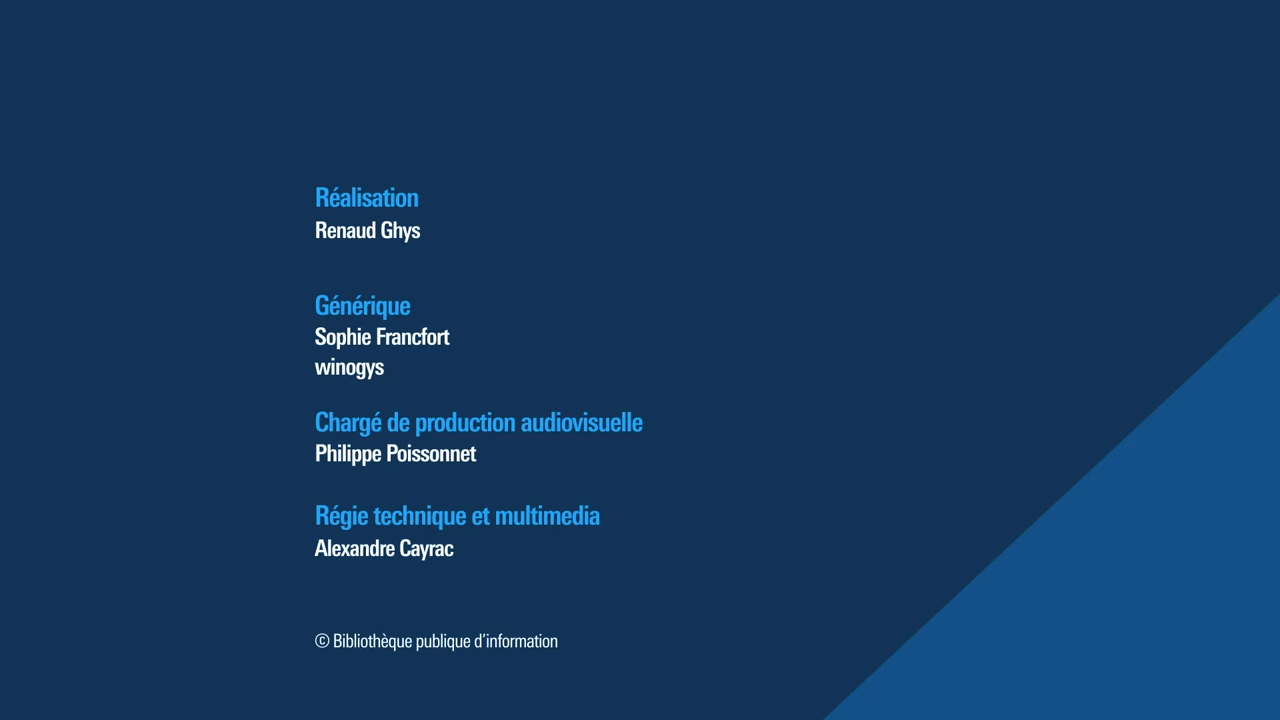 Réalisation
Renaud Ghys
Générique
Sophie Francfort
winogys
Chargé de production audiovisuelle
Philippe Poissonnet
Régie technique et multimedia
Alexandre Cayrac
© Bibliothèque publique d’information